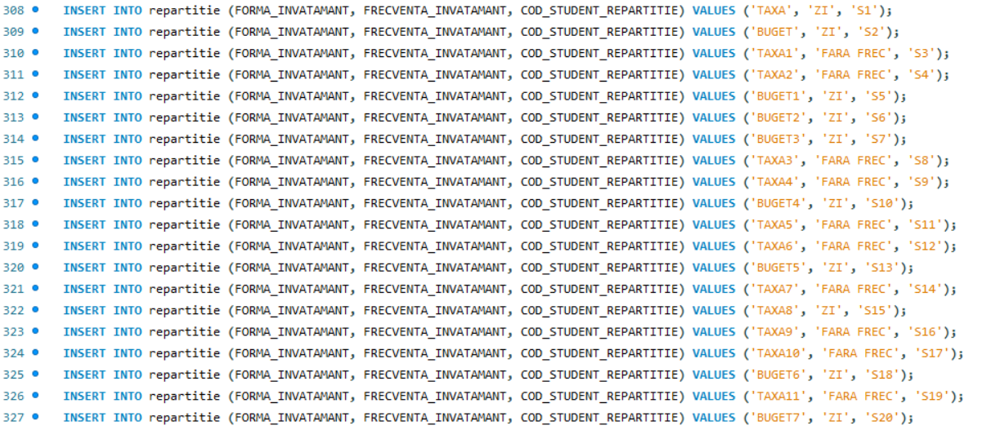 308 INSERT INTO repartitie (FORMA_INVATAMANT, FRECVENTA_INVATAMANT, COD_STUDENT_REPARTITIE) VALUES ('TAXA', 'ZI', 'S1');
309 INSERT INTO repartitie (FORMA_INVATAMANT, FRECVENTA_INVATAMANT, COD_STUDENT_REPARTITIE) VALUES ('BUGET', 'ZI', 'S2');
310 INSERT INTO repartitie (FORMA_INVATAMANT, FRECVENTA_INVATAMANT, COD_STUDENT_REPARTITIE) VALUES ('TAXA1', 'FARA FREC', 'S3');
311 INSERT INTO repartitie (FORMA_INVATAMANT, FRECVENTA_INVATAMANT, COD_STUDENT_REPARTITIE) VALUES ('TAXA2', 'FARA FREC', 'S4');
312 INSERT INTO repartitie (FORMA_INVATAMANT, FRECVENTA_INVATAMANT, COD_STUDENT_REPARTITIE) VALUES ('BUGET1', 'ZI', 'S5');
313 INSERT INTO repartitie (FORMA_INVATAMANT, FRECVENTA_INVATAMANT, COD_STUDENT_REPARTITIE) VALUES ('BUGET2', 'ZI', 'S6');
314 INSERT INTO repartitie (FORMA_INVATAMANT, FRECVENTA_INVATAMANT, COD_STUDENT_REPARTITIE) VALUES ('BUGET3', 'ZI', 'S7');
315 INSERT INTO repartitie (FORMA_INVATAMANT, FRECVENTA_INVATAMANT, COD_STUDENT_REPARTITIE) VALUES ('TAXA3', 'FARA FREC', 'S8');
316 INSERT INTO repartitie (FORMA_INVATAMANT, FRECVENTA_INVATAMANT, COD_STUDENT_REPARTITIE) VALUES ('TAXA4', 'FARA FREC', 'S9');
317 INSERT INTO repartitie (FORMA_INVATAMANT, FRECVENTA_INVATAMANT, COD_STUDENT_REPARTITIE) VALUES ('BUGET4', 'ZI', 'S10');
318 INSERT INTO repartitie (FORMA_INVATAMANT, FRECVENTA_INVATAMANT, COD_STUDENT_REPARTITIE) VALUES ('TAXA5', 'FARA FREC', 'S11');
319 INSERT INTO repartitie (FORMA_INVATAMANT, FRECVENTA_INVATAMANT, COD_STUDENT_REPARTITIE) VALUES ('TAXA6', 'FARA FREC', 'S12');
320 INSERT INTO repartitie (FORMA_INVATAMANT, FRECVENTA_INVATAMANT, COD_STUDENT_REPARTITIE) VALUES ('BUGET5', 'ZI', 'S13');
321 INSERT INTO repartitie (FORMA_INVATAMANT, FRECVENTA_INVATAMANT, COD_STUDENT_REPARTITIE) VALUES ('TAXA7', 'FARA FREC', 'S14');
322 INSERT INTO repartitie (FORMA_INVATAMANT, FRECVENTA_INVATAMANT, COD_STUDENT_REPARTITIE) VALUES ('TAXA8', 'ZI', 'S15');
323 INSERT INTO repartitie (FORMA_INVATAMANT, FRECVENTA_INVATAMANT, COD_STUDENT_REPARTITIE) VALUES ('TAXA9', 'FARA FREC', 'S16');
324 INSERT INTO repartitie (FORMA_INVATAMANT, FRECVENTA_INVATAMANT, COD_STUDENT_REPARTITIE) VALUES ('TAXA10', 'FARA FREC', 'S17');
325 INSERT INTO repartitie (FORMA_INVATAMANT, FRECVENTA_INVATAMANT, COD_STUDENT_REPARTITIE) VALUES ('BUGET6', 'ZI', 'S18');
326 INSERT INTO repartitie (FORMA_INVATAMANT, FRECVENTA_INVATAMANT, COD_STUDENT_REPARTITIE) VALUES ('TAXA11', 'FARA FREC', 'S19');
327 INSERT INTO repartitie (FORMA_INVATAMANT, FRECVENTA_INVATAMANT, COD_STUDENT_REPARTITIE) VALUES ('BUGET7', 'ZI', 'S20');